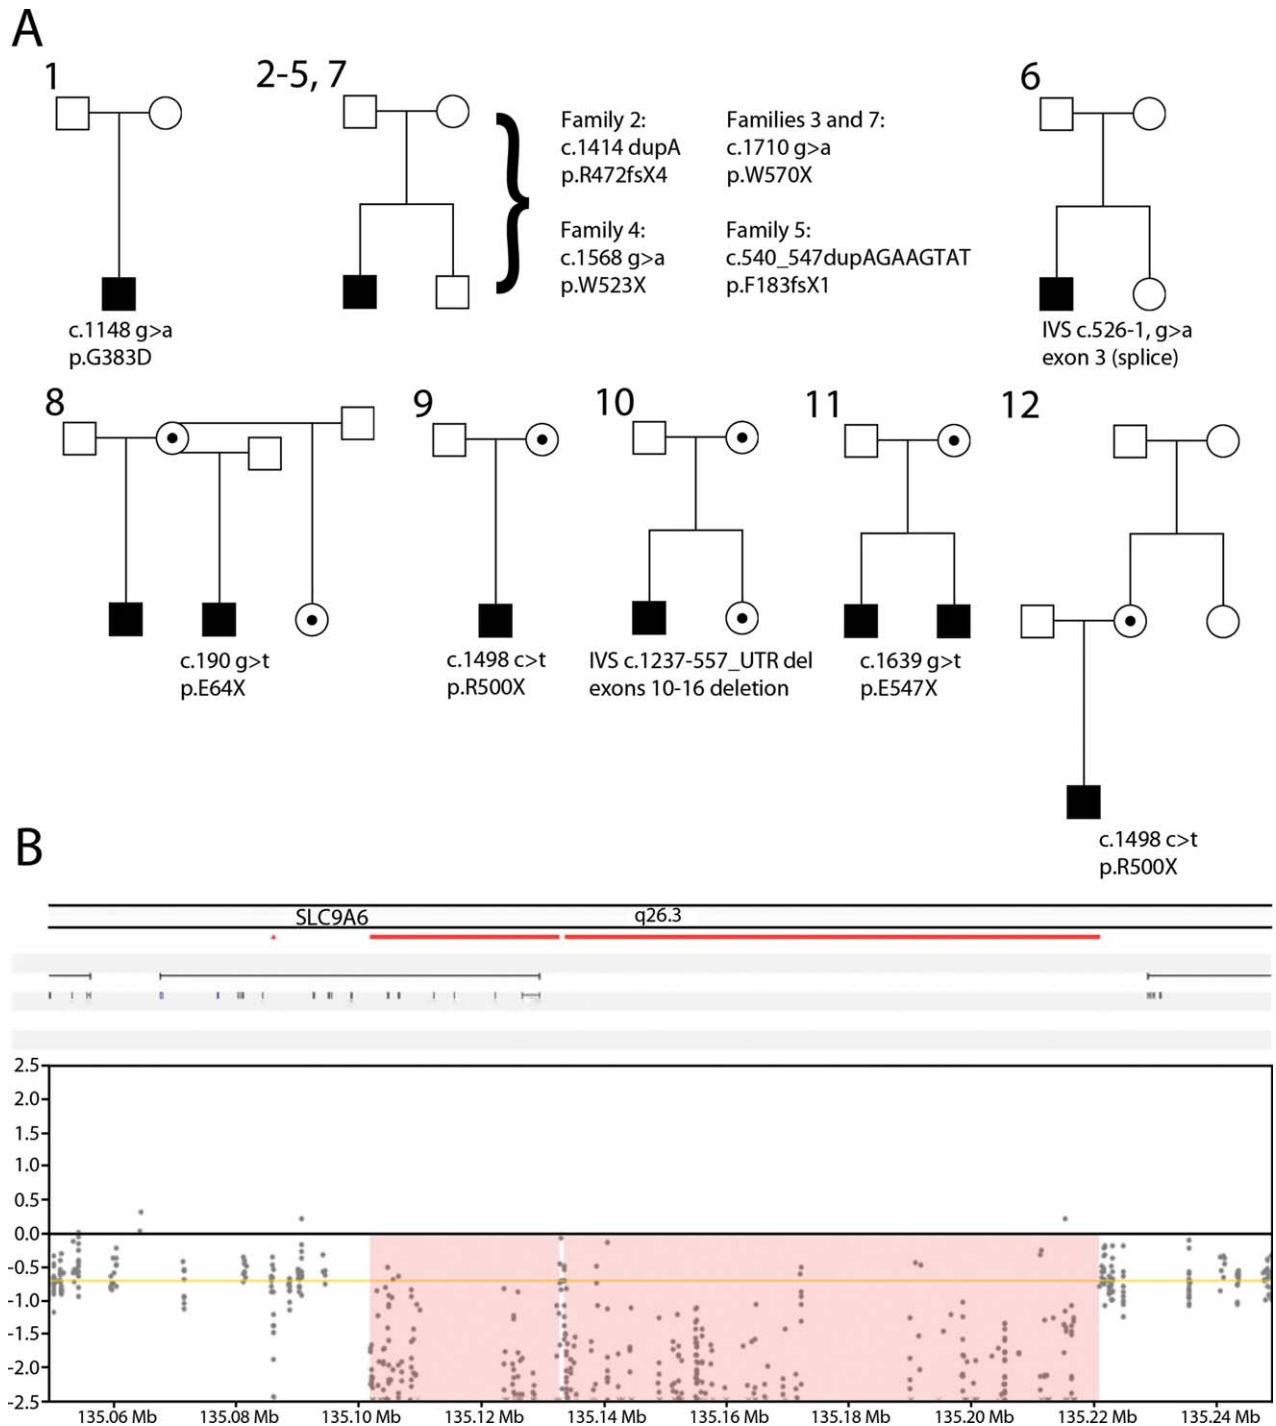 A
1
2-5, 7
6
Family 2:
c.1414 dupA
p.R472fsX4
Families 3 and 7:
c.1710 g>a
p.W570X
Family 4:
c.1568 g>a
p.W523X
Family 5:
c.540_547dupAGAAGTAT
p.F183fsX1
c.1148 g>a
p.G383D
IVS c.526-1, g>a
exon 3 (splice)
8
9
10
11
12
c.190 g>t
p.E64X
c.1498 c>t
p.R500X
IVS c.1237-557_UTR del
exons 10-16 deletion
c.1639 g>t
p.E547X
c.1498 c>t
p.R500X
B
SLC9A6
q26.3
2.5
2.0
1.5
1.0
0.5
0.0
-0.5
-1.0
-1.5
-2.0
-2.5
135.06 Mb
135.08 Mb
135.10 Mb
135.12 Mb
135.14 Mb
135.16 Mb
135.18 Mb
135.20 Mb
135.22 Mb
135.24 Mb